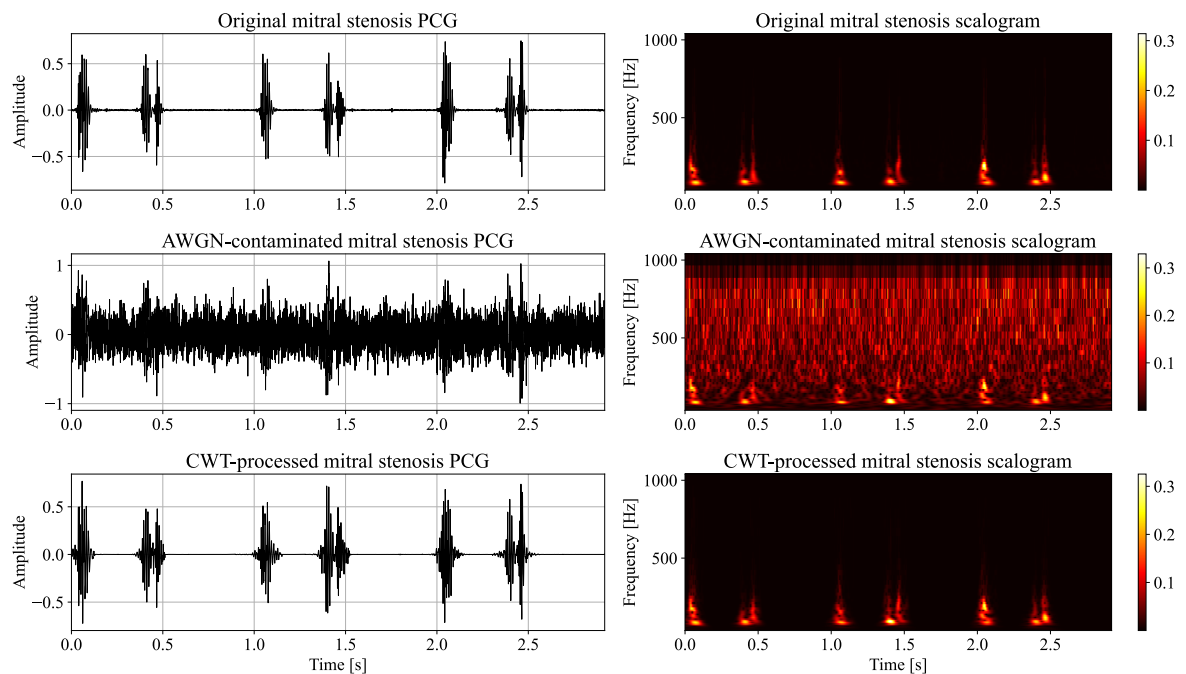 Original mitral stenosis PCG
Amplitude
0.5
0.0
−0.5
0.0 0.5 1.0 1.5 2.0 2.5
Original mitral stenosis scalogram
Frequency [Hz]
1000
500
0.0 0.5 1.0 1.5 2.0 2.5
0.3
0.2
0.1
AWGN-contaminated mitral stenosis PCG
Amplitude
1
0
−1
0.0 0.5 1.0 1.5 2.0 2.5
AWGN-contaminated mitral stenosis scalogram
Frequency [Hz]
1000
500
0.0 0.5 1.0 1.5 2.0 2.5
0.3
0.2
0.1
CWT-processed mitral stenosis PCG
Amplitude
0.5
0.0
−0.5
0.0 0.5 1.0 1.5 2.0 2.5
Time [s]
CWT-processed mitral stenosis scalogram
Frequency [Hz]
1000
500
0.0 0.5 1.0 1.5 2.0 2.5
Time [s]
0.3
0.2
0.1